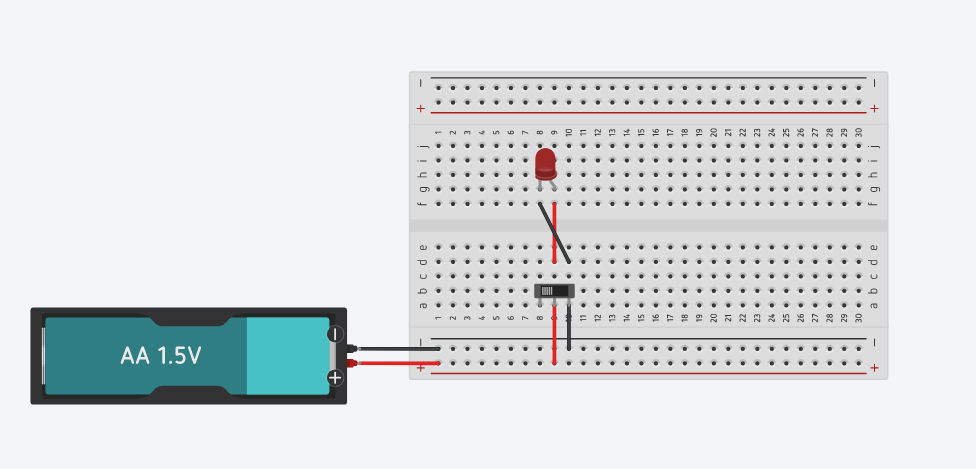 − −
+ +
1 2 3 4 5 6 7 8 9 10 11 12 13 14 15 16 17 18 19 20 21 22 23 24 25 26 27 28 29 30
j j
i i
h h
g g
f f
e e
d d
c c
b b
a a
1 2 3 4 5 6 7 8 9 10 11 12 13 14 15 16 17 18 19 20 21 22 23 24 25 26 27 28 29 30
− −
+ +
−
AA 1.5V
+